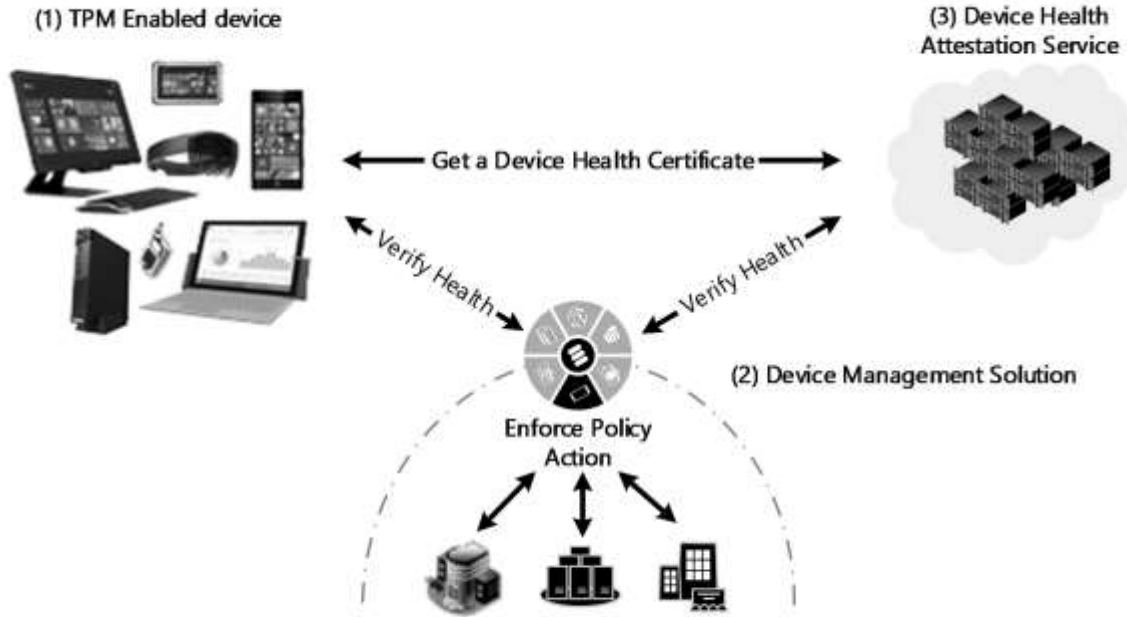 (1) TPM Enabled device
(3) Device Health
Attestation Service
Get a Device Health Certificate
Verify Health
Verify Health
(2) Device Management Solution
Enforce Policy
Action